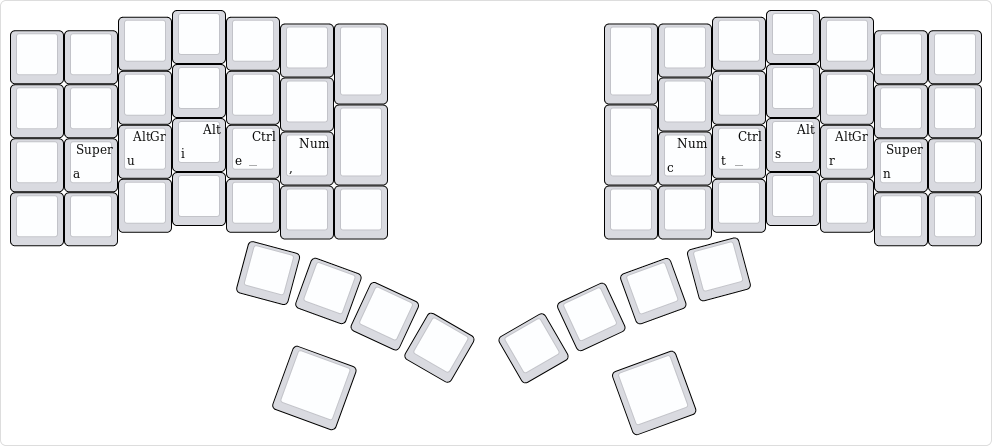 Super
a
AltGr
u
Alt
i
Ctrl
e _
Num
,
Num
c
Ctrl
t _
Alt
s
AltGr
r
Super
n